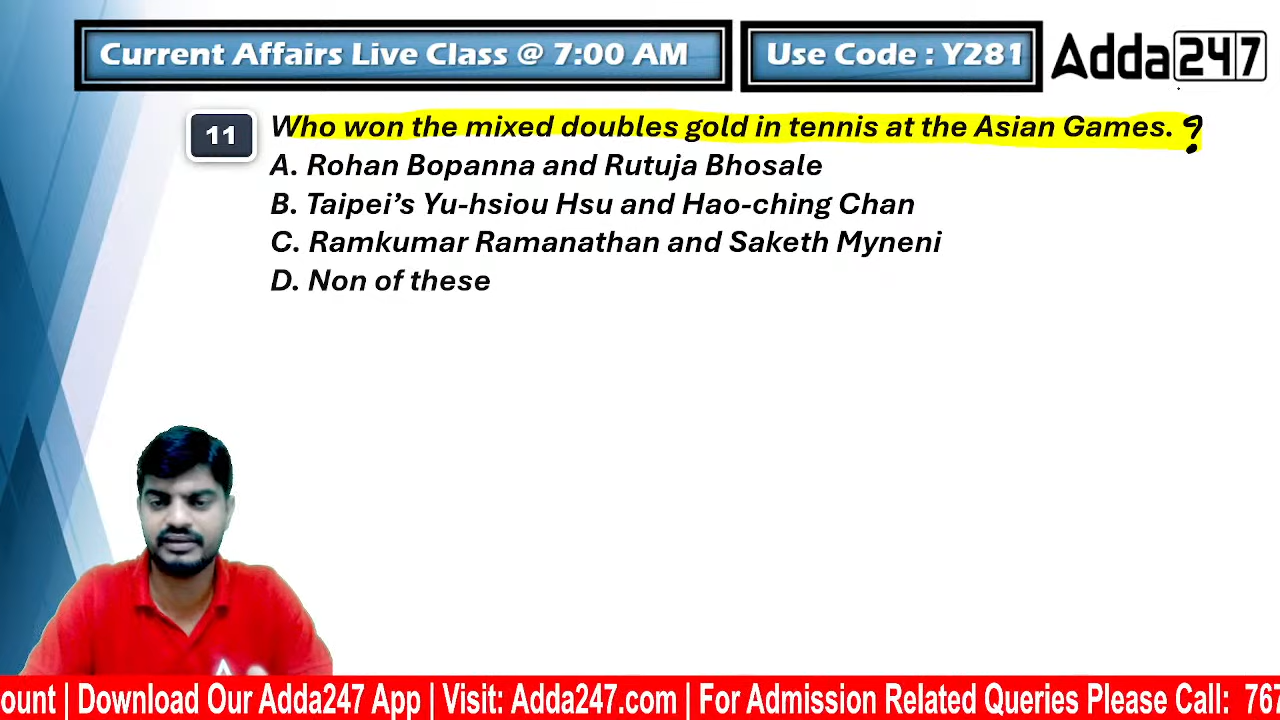 Current Affairs Live Class @ 7:00 AM
Use Code : Y281
Adda247
11
Who won the mixed doubles gold in tennis at the Asian Games. ?
A. Rohan Bopanna and Rutuja Bhosale
B. Taipei’s Yu-hsiou Hsu and Hao-ching Chan
C. Ramkumar Ramanathan and Saketh Myneni
D. Non of these
ount | Download Our Adda247 App | Visit: Adda247.com | For Admission Related Queries Please Call: 767